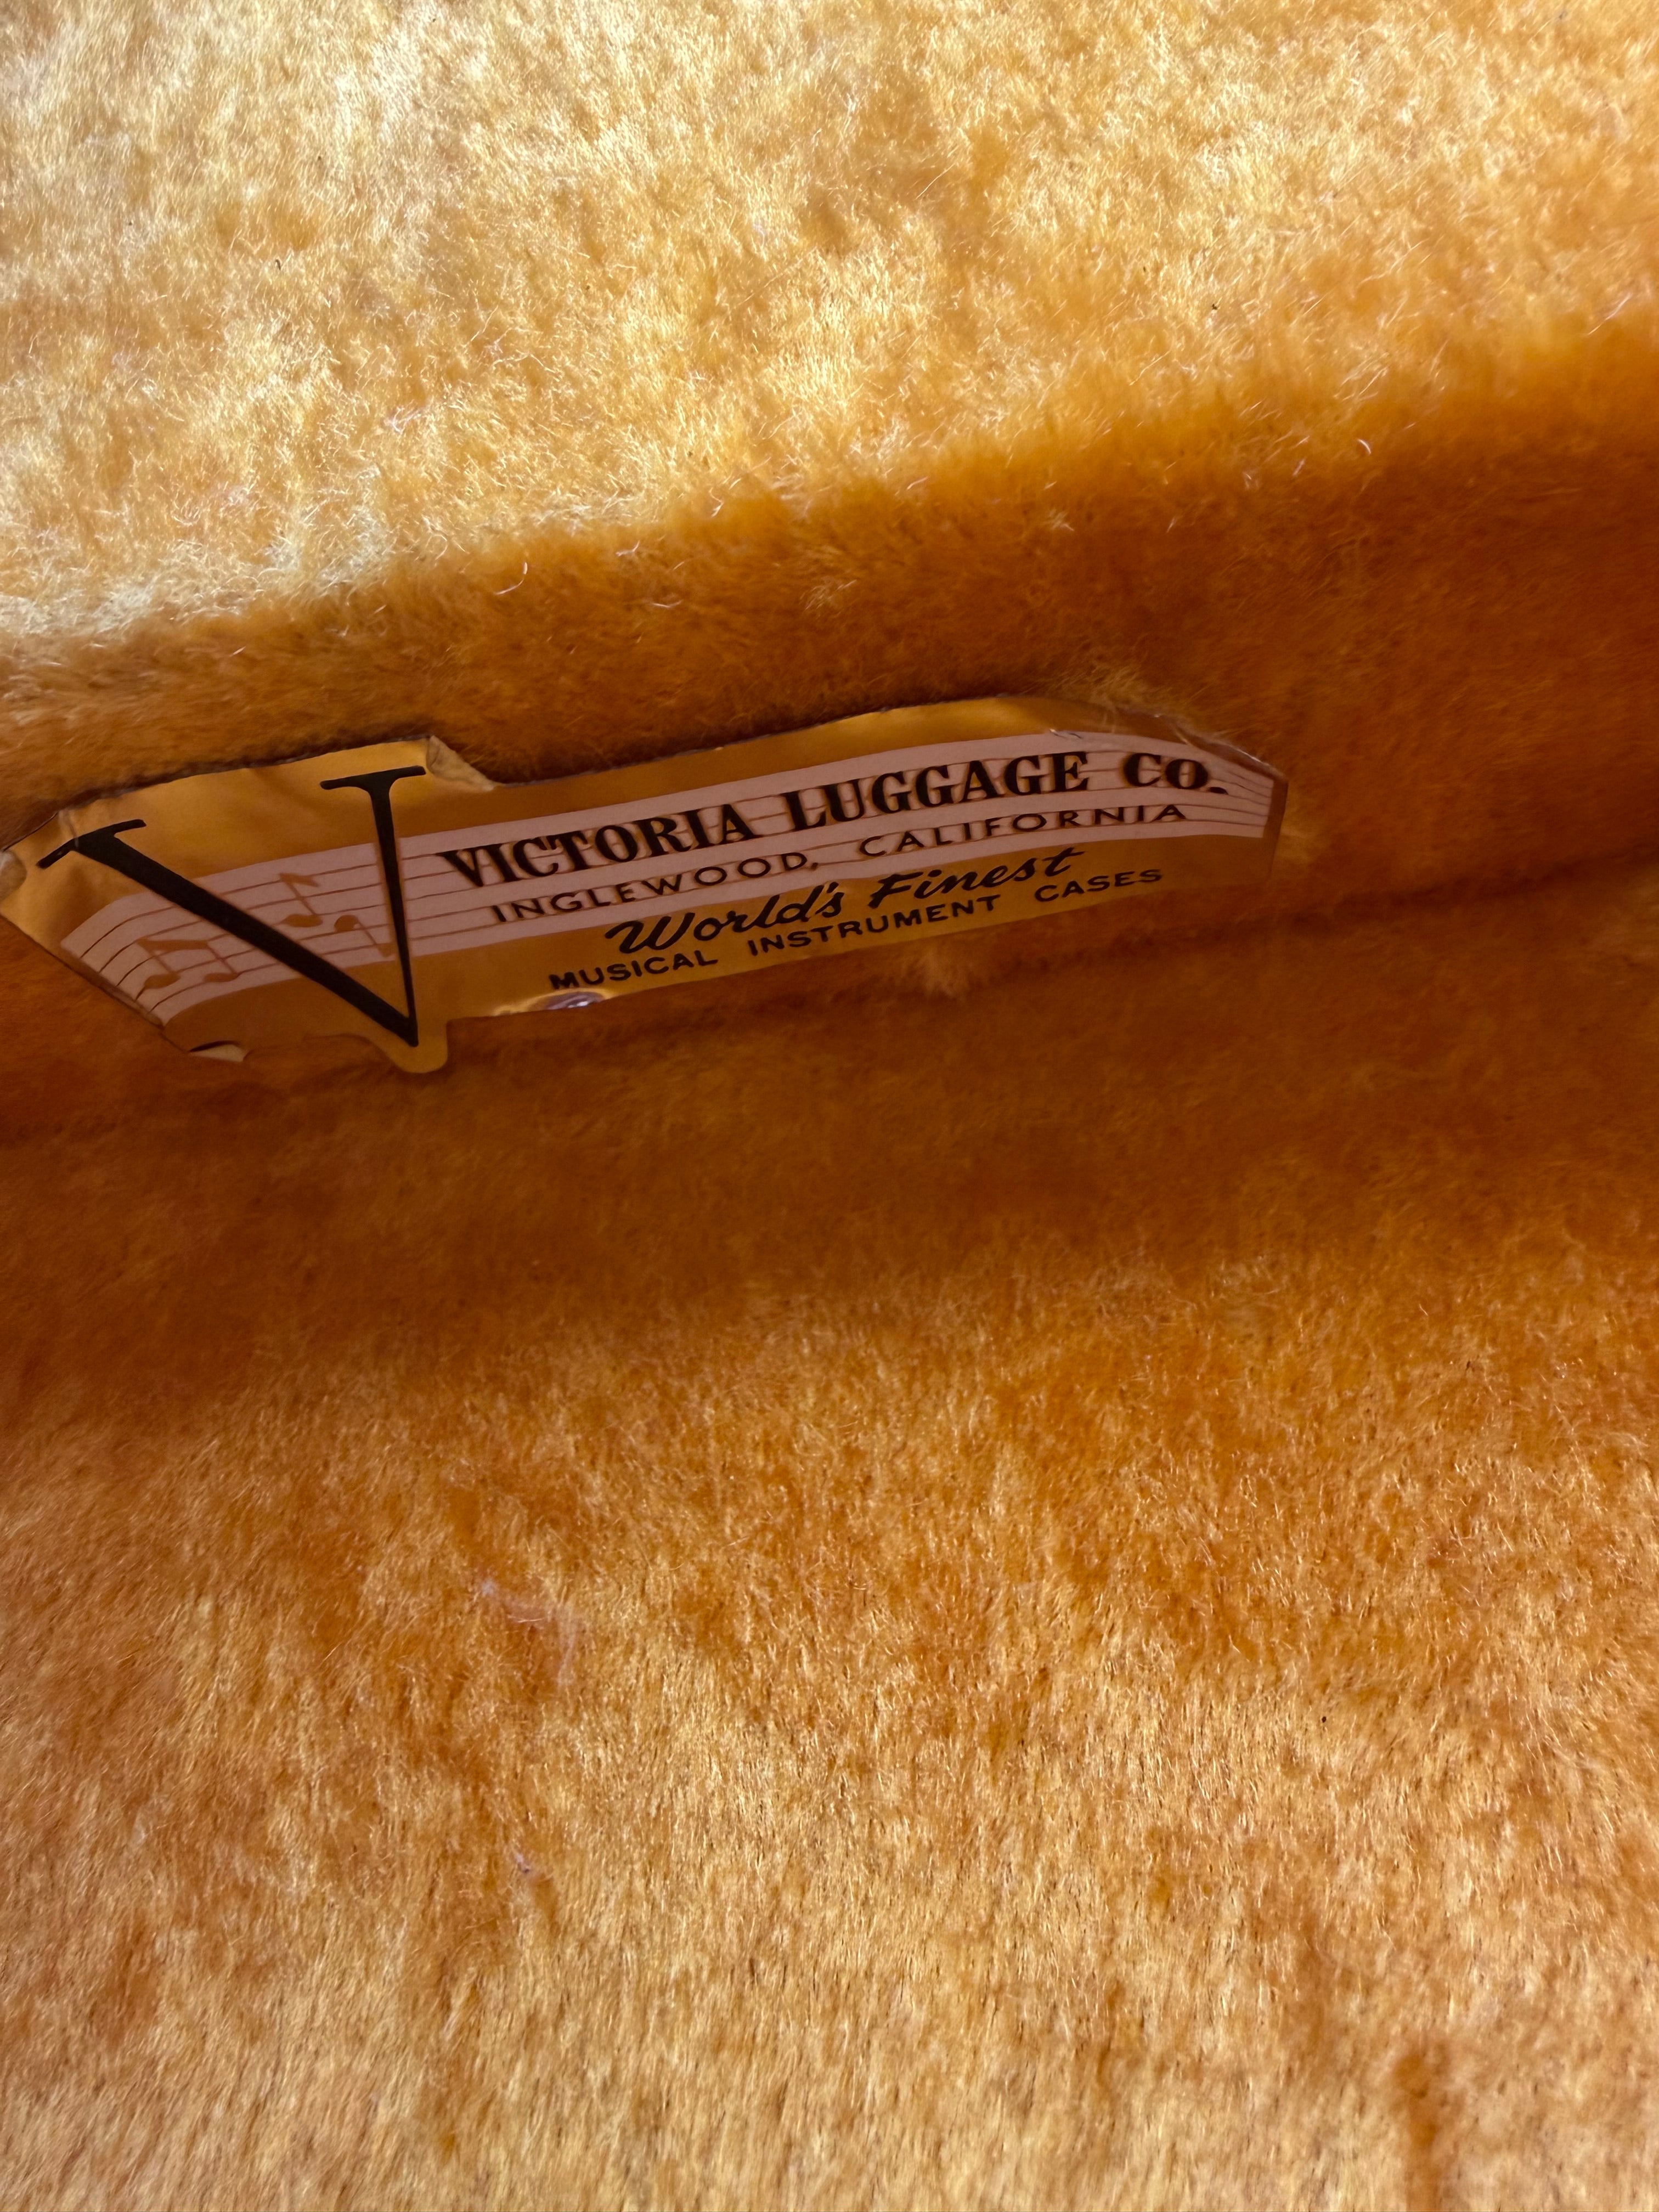 V
VICTORIA LUGGAGE CO.
INGLEWOOD, CALIFORNIA
World's Finest
MUSICAL INSTRUMENT CASES